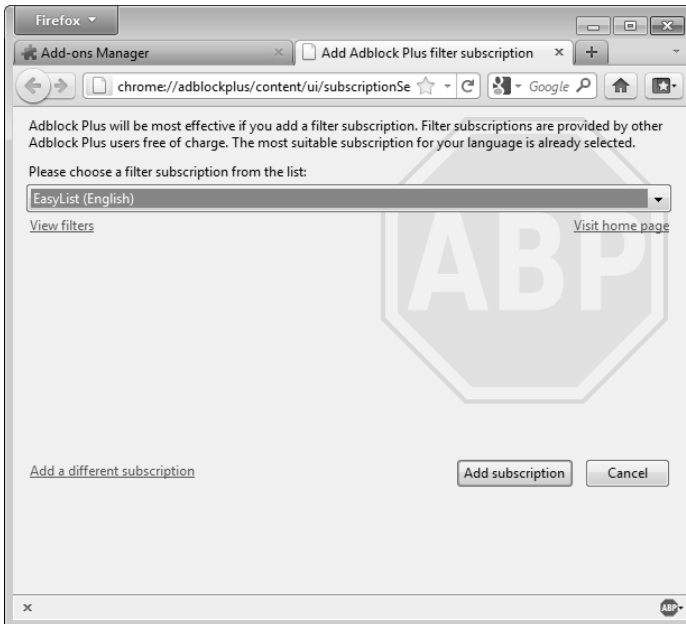 Firefox
Add-ons Manager
Add Adblock Plus filter subscription
chrome://adblockplus/content/ui/subscriptionSe
Google
Adblock Plus will be most effective if you add a filter subscription. Filter subscriptions are provided by other
Adblock Plus users free of charge. The most suitable subscription for your language is already selected.
Please choose a filter subscription from the list:
EasyList (English)
View filters
Visit home page
ABP
Add a different subscription
Add subscription
Cancel
ABP